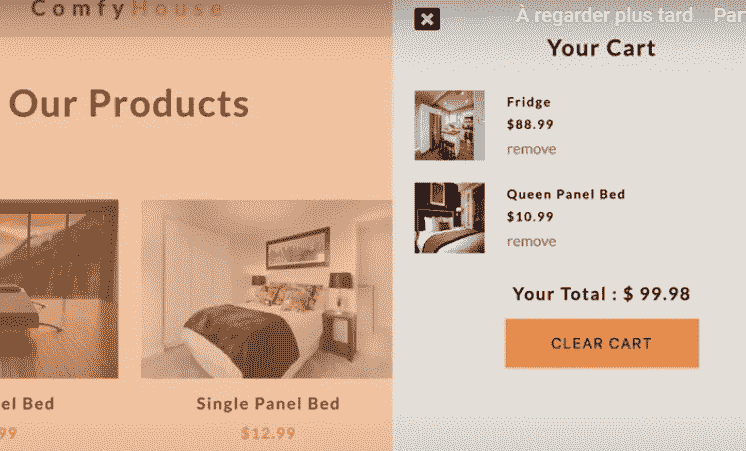 ComfyHouse
À regarder plus tard
Our Products
el Bed
99
Single Panel Bed
$12.99
Your Cart
Fridge
$88.99
remove
Queen Panel Bed
$10.99
remove
Your Total : $ 99.98
CLEAR CART